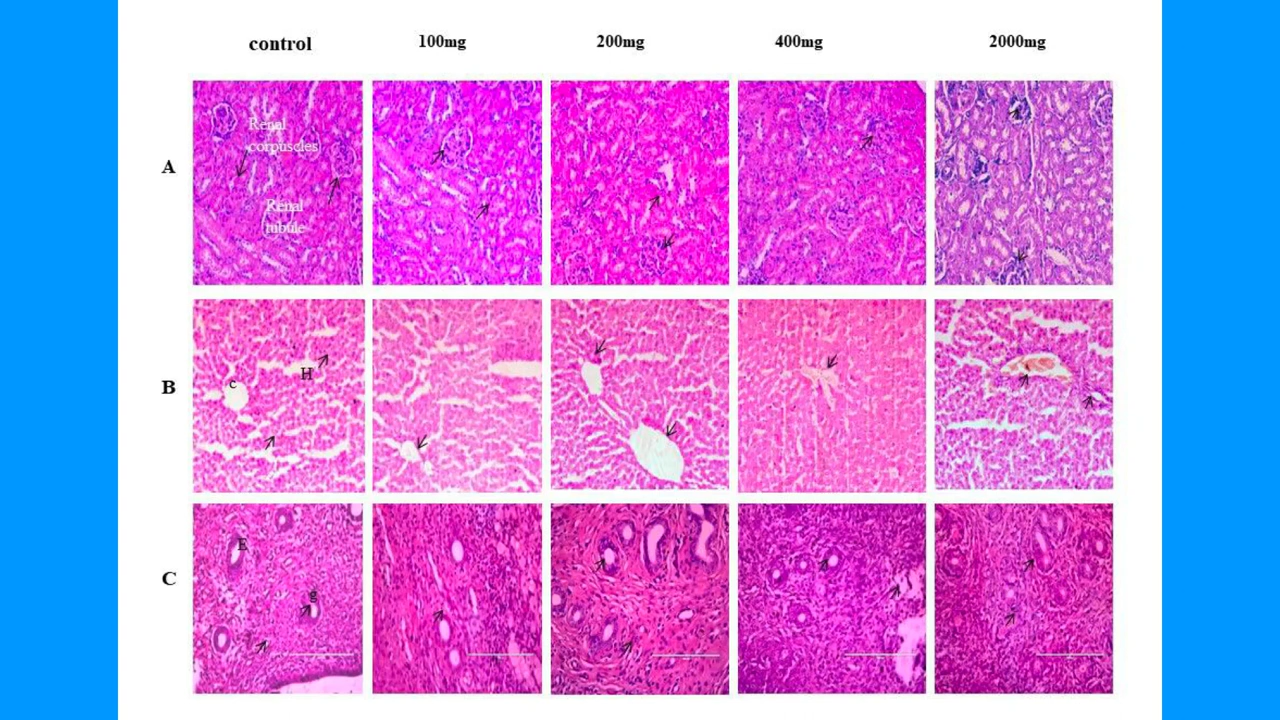 control 100mg 200mg 400mg 2000mg
A
Renal
corpuscles
Renal
tubule
B
c
H
C
E
g